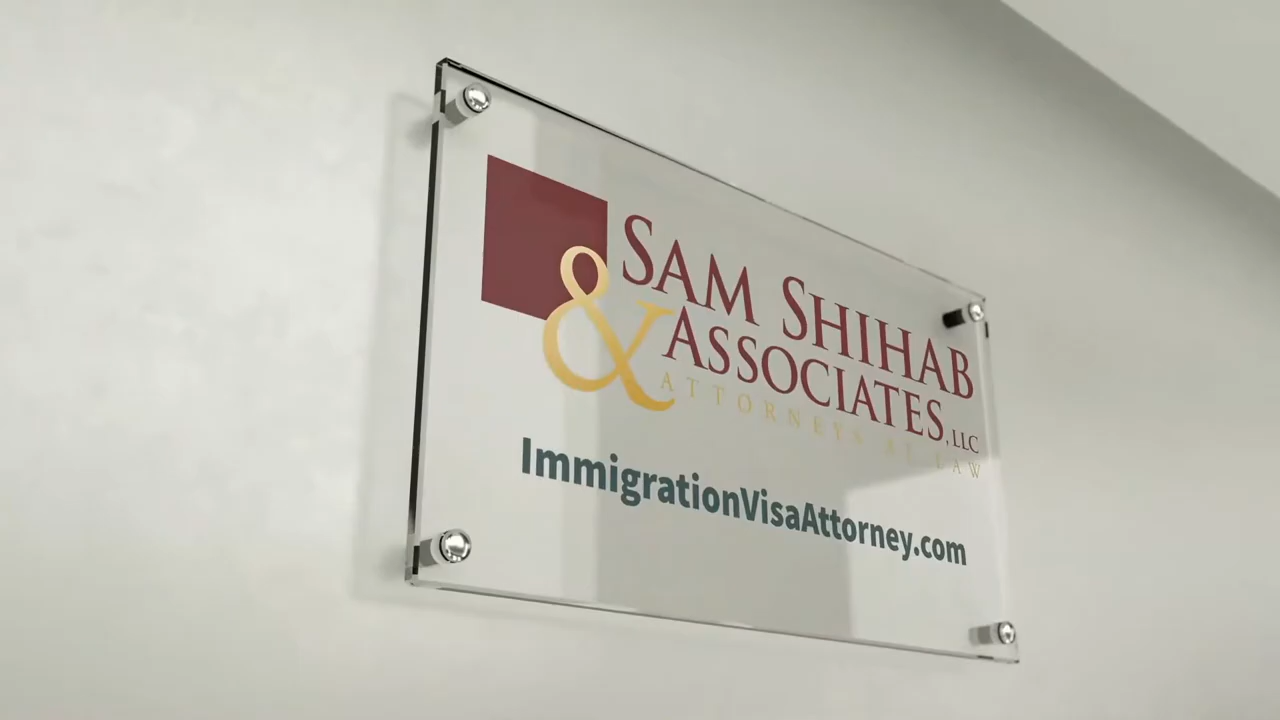 SAM SHIHAB
& ASSOCIATES, LLC
ATTORNEYS AT LAW
ImmigrationVisaAttorney.com